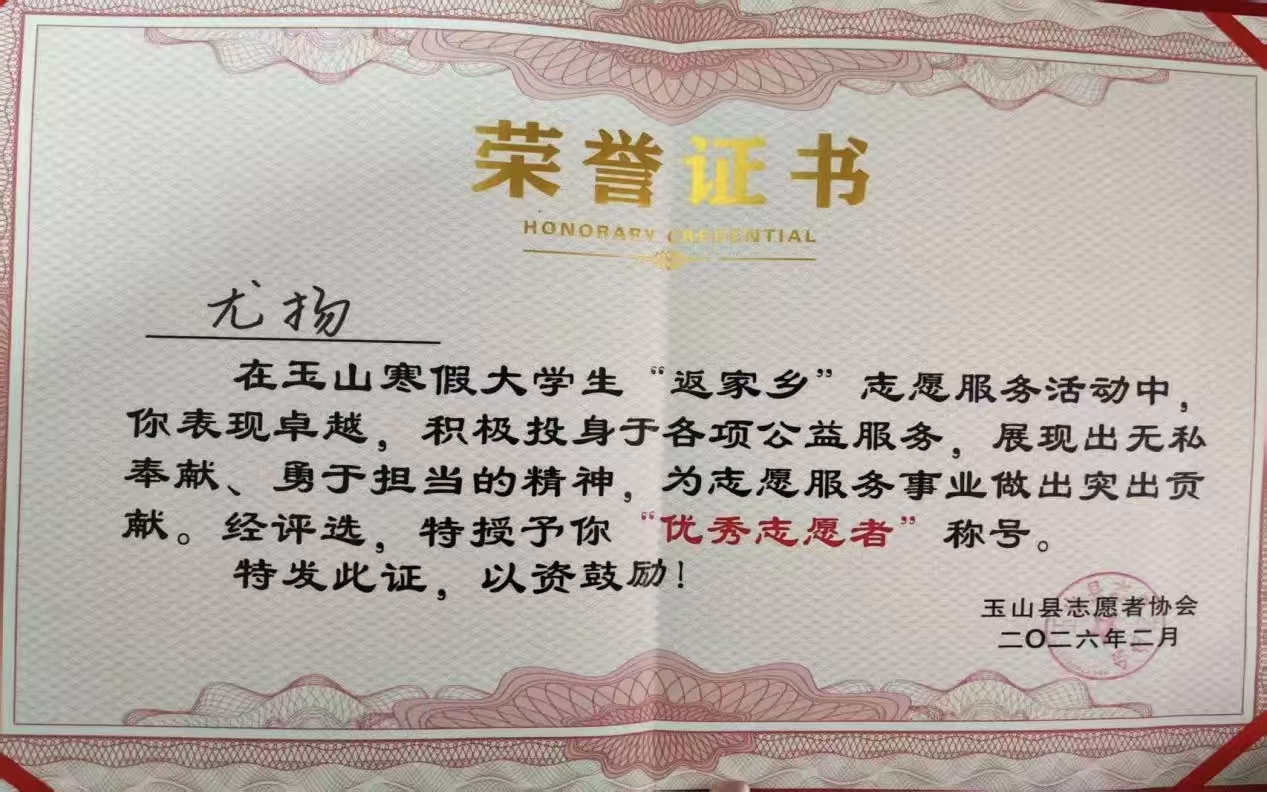 荣誉证书
HONORARY CREDENTIAL
尤扬
在玉山寒假大学生“返家乡”志愿服务活动中，
你表现卓越，积极投身于各项公益服务，展现出无私
奉献、勇于担当的精神，为志愿服务事业做出突出贡
献。经评选，特授予你“优秀志愿者”称号。
特发此证，以资鼓励！
玉山县志愿者协会
二〇二六年二月